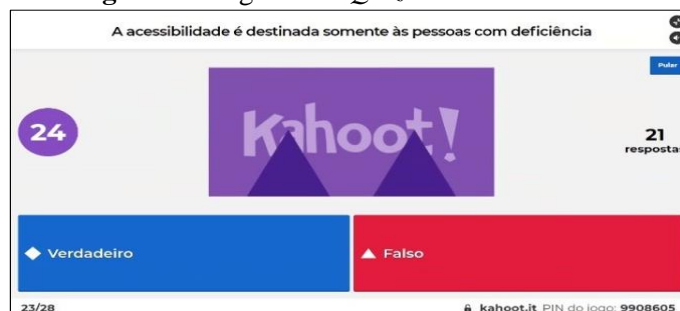 A acessibilidade é destinada somente às pessoas com deficiência
Pular
24
Kahoot!
21
respostas
Verdadeiro
Falso
23/28
kahoot.it PIN do jogo: 9908605